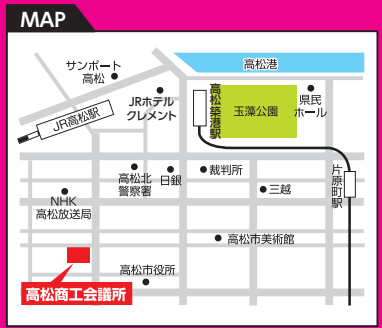 MAP
サンポート
高松
高松港
JRホテル
クレメント
高松築港駅
玉藻公園
県民
ホール
JR高松駅
高松北
警察署
日銀
裁判所
三越
片原町駅
NHK
高松放送局
高松市美術館
高松市役所
高松商工会議所